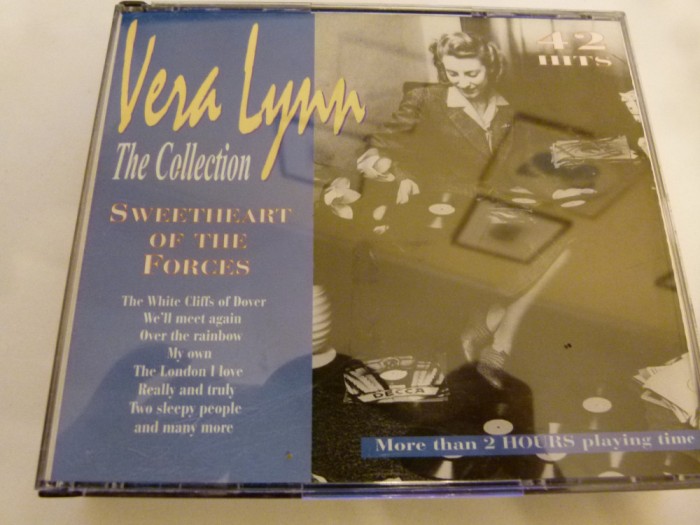 Vera Lynn
The Collection
SWEETHEART
OF THE
FORCES
The White Cliffs of Dover
We'll meet again
Over the rainbow
My own
The London I love
Really and truly
Two sleepy people
and many more
42
HITS
DECCA
More than 2 HOURS playing time